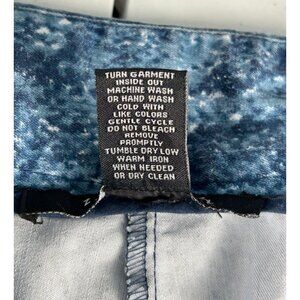 TURN GARMENT
INSIDE OUT
MACHINE WASH
OR HAND WASH
COLD WITH
LIKE COLORS
GENTLE CYCLE
DO NOT BLEACH
REMOVE
PROMPTLY
TUMBLE DRY LOW
WARM IRON
WHEN NEEDED
OR DRY CLEAN